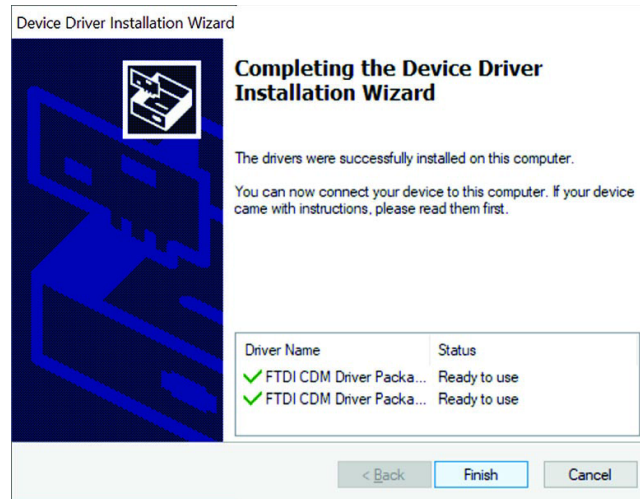 Device Driver Installation Wizard
Completing the Device Driver
Installation Wizard
The drivers were successfully installed on this computer.
You can now connect your device to this computer. If your device
came with instructions, please read them first.
Driver Name Status
FTDI CDM Driver Packa... Ready to use
FTDI CDM Driver Packa... Ready to use
< Back Finish Cancel